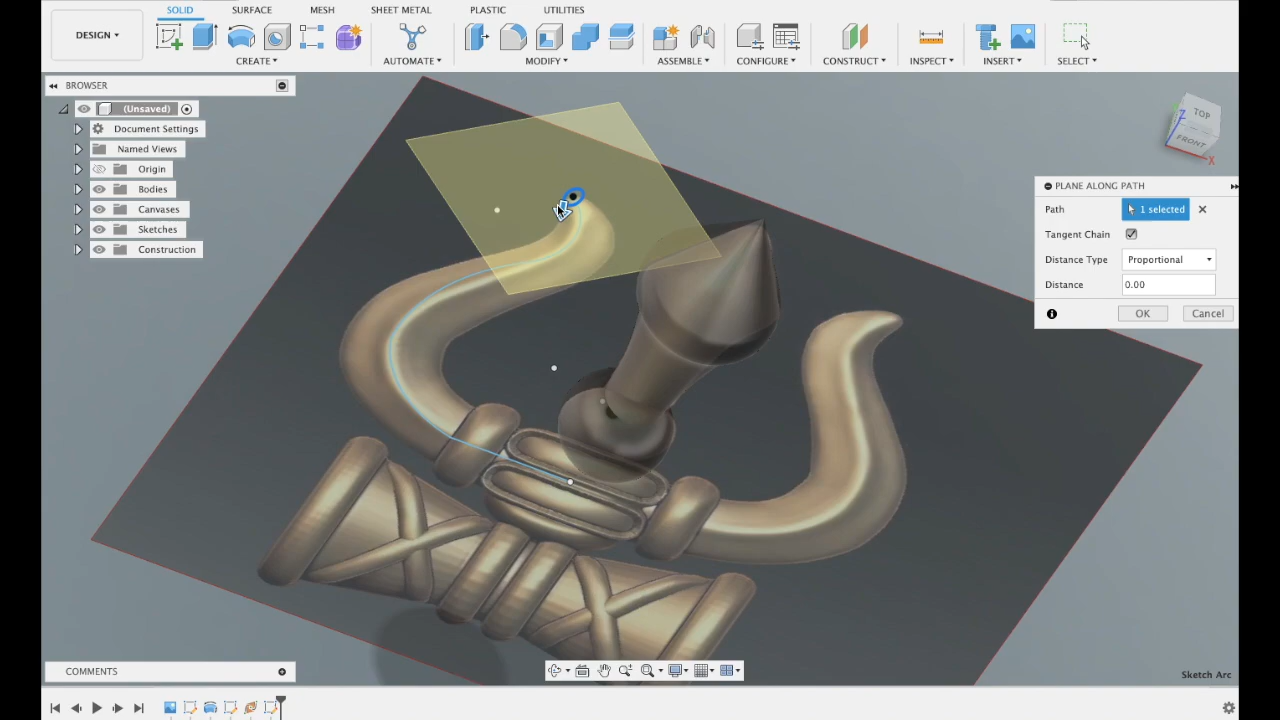 SOLID SURFACE MESH SHEET METAL PLASTIC UTILITIES
DESIGN
CREATE AUTOMATE MODIFY ASSEMBLE CONFIGURE CONSTRUCT INSPECT INSERT SELECT
BROWSER
(Unsaved)
Document Settings
Named Views
Origin
Bodies
Canvases
Sketches
Construction
TOP
FRONT
Z
X
PLANE ALONG PATH
Path 1 selected
Tangent Chain
Distance Type Proportional
Distance 0.00
OK Cancel
COMMENTS
Sketch Arc